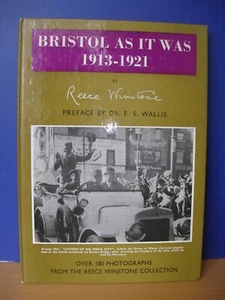 BRISTOL AS IT WAS
1913-1921
BY
Reece Winstone
PREFACE BY DR. F. S. WALLIS
OVER 180 PHOTOGRAPHS
FROM THE REECE WINSTONE COLLECTION